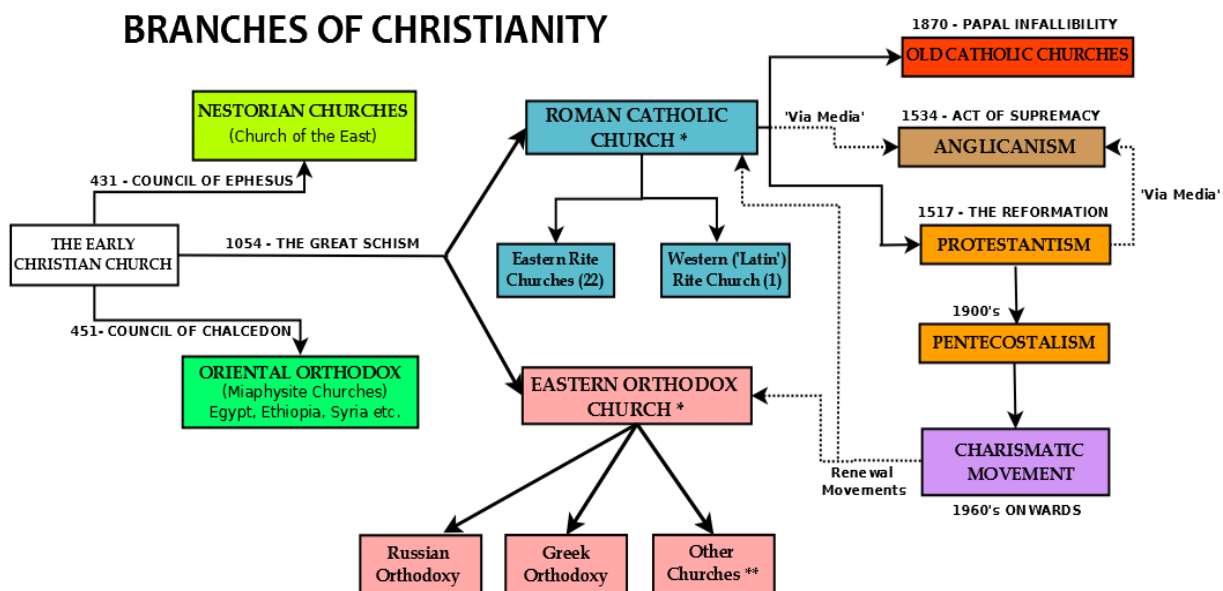 BRANCHES OF CHRISTIANITY
1870 - PAPAL INFALLIBILITY
OLD CATHOLIC CHURCHES
NESTORIAN CHURCHES
(Church of the East)
ROMAN CATHOLIC
CHURCH *
'Via Media'
1534 - ACT OF SUPREMACY
ANGLICANISM
431 - COUNCIL OF EPHESUS
'Via Media'
1517 - THE REFORMATION
PROTESTANTISM
THE EARLY
CHRISTIAN CHURCH
1054 - THE GREAT SCHISM
Eastern Rite
Churches (22)
Western ('Latin')
Rite Church (1)
1900's
PENTECOSTALISM
451- COUNCIL OF CHALCEDON
ORIENTAL ORTHODOX
(Miaphysite Churches)
Egypt, Ethiopia, Syria etc.
EASTERN ORTHODOX
CHURCH *
CHARISMATIC
MOVEMENT
Renewal
Movements
1960's ONWARDS
Russian
Orthodoxy
Greek
Orthodoxy
Other
Churches **